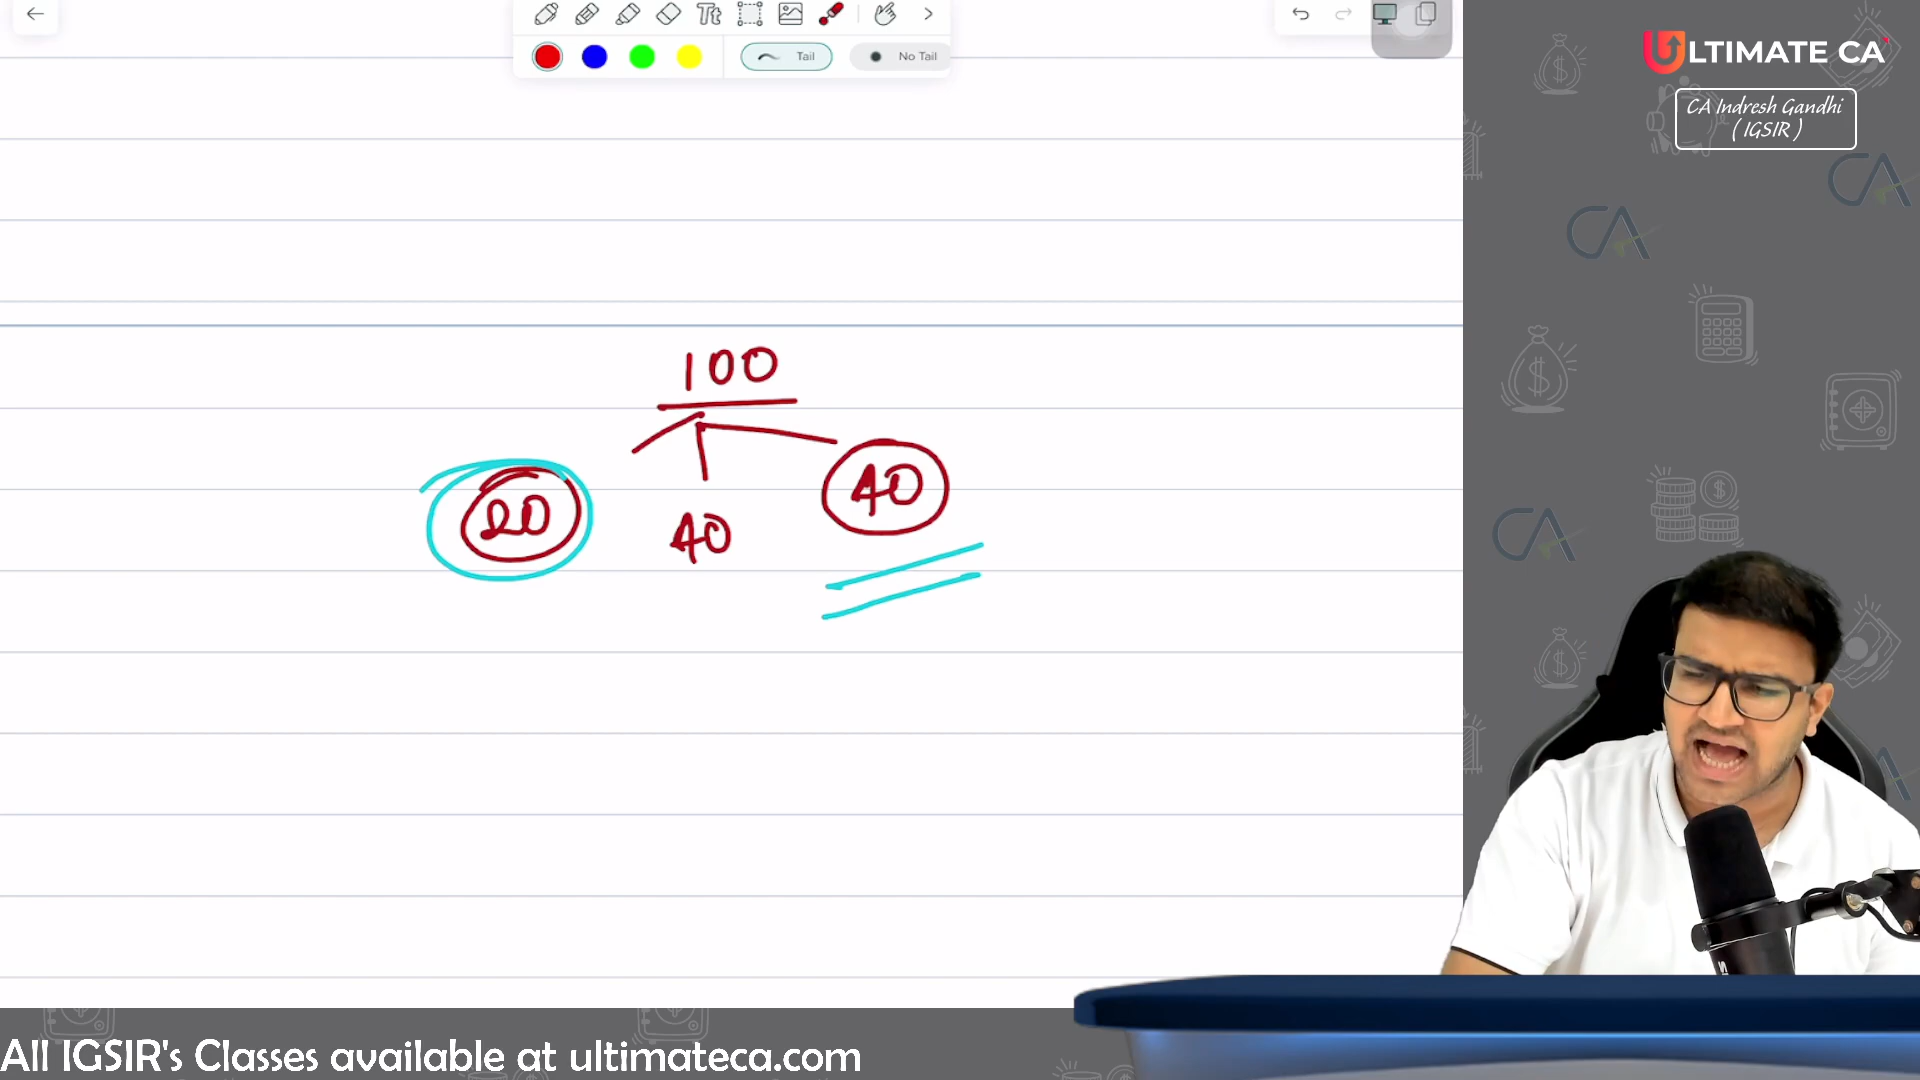 Tt
Tail
No Tail
ULTIMATE CA
CA Indresh Gandhi
( IGSIR )
100
20
40
40
All IGSIR's Classes available at ultimateca.com